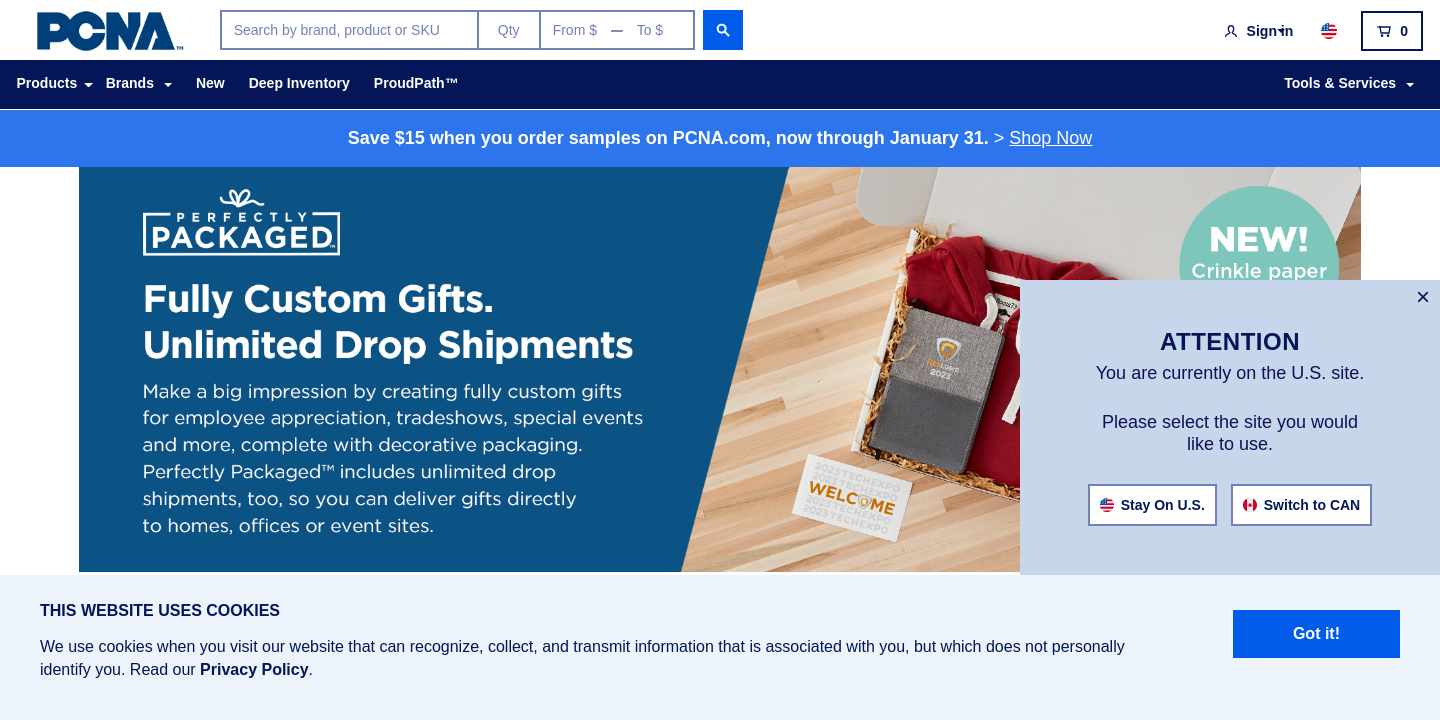 PCNA™
Search by brand, product or SKU
Qty
From $ — To $
Sign in
0
Products
Brands
New
Deep Inventory
ProudPath™
Tools & Services
Save $15 when you order samples on PCNA.com, now through January 31. > Shop Now
PERFECTLY
PACKAGED™
Fully Custom Gifts.
Unlimited Drop Shipments
Make a big impression by creating fully custom gifts
for employee appreciation, tradeshows, special events
and more, complete with decorative packaging.
Perfectly Packaged™ includes unlimited drop
shipments, too, so you can deliver gifts directly
to homes, offices or event sites.
NEW!
Crinkle paper
2023
2023 TECHEXPO
WELCOME
2023 TECHEXPO
2023 TECHEXPO
×
ATTENTION
You are currently on the U.S. site.
Please select the site you would
like to use.
Stay On U.S.
Switch to CAN
THIS WEBSITE USES COOKIES
We use cookies when you visit our website that can recognize, collect, and transmit information that is associated with you, but which does not personally
identify you. Read our Privacy Policy.
Got it!